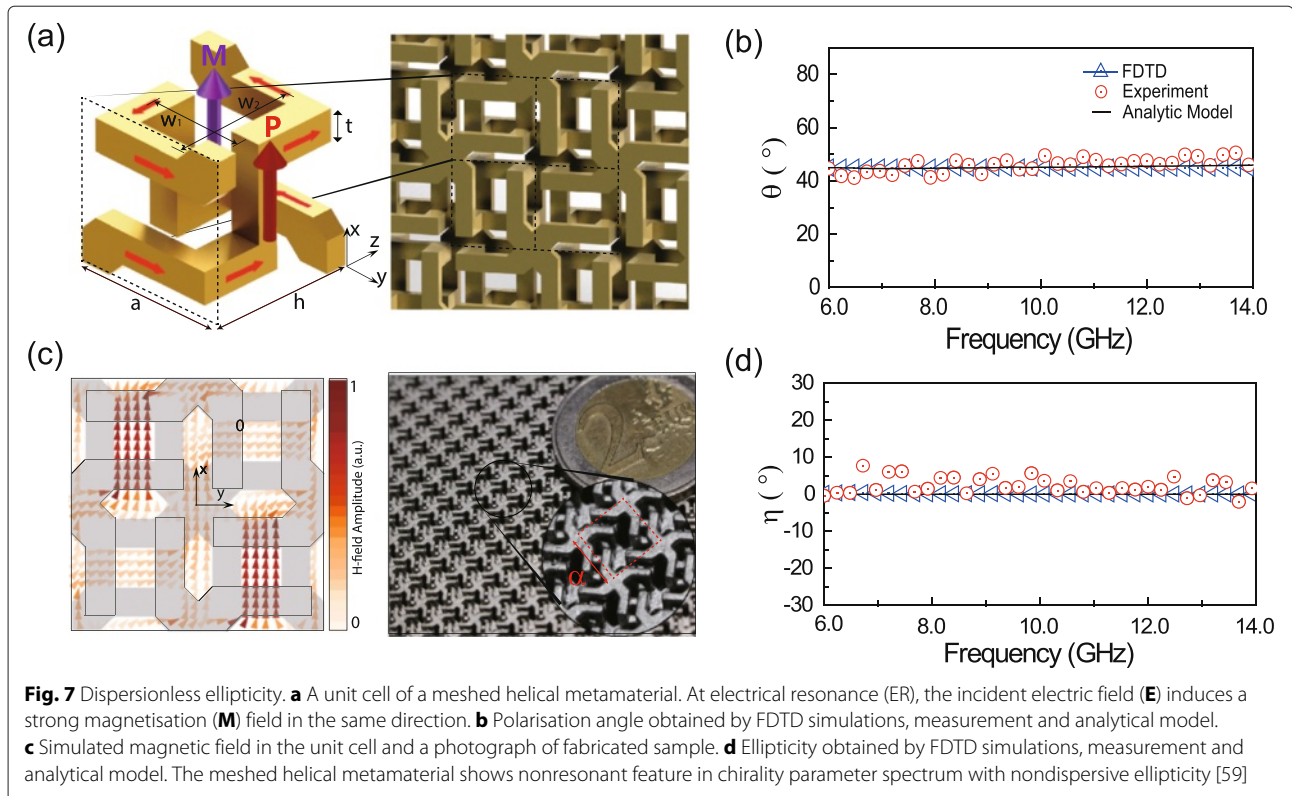 (a)
M
w₁
w₂
P
t
x
z
y
a
h
(b)
θ (°)
80
60
40
20
0
FDTD
Experiment
Analytic Model
6.0 8.0 10.0 12.0 14.0
Frequency (GHz)
(c)
0
x
y
1
H-field Amplitude (a.u.)
0
2
α
(d)
η (°)
30
20
10
0
-10
-20
-30
6.0 8.0 10.0 12.0 14.0
Frequency (GHz)
Fig. 7 Dispersionless ellipticity. a A unit cell of a meshed helical metamaterial. At electrical resonance (ER), the incident electric field (E) induces a
strong magnetisation (M) field in the same direction. b Polarisation angle obtained by FDTD simulations, measurement and analytical model.
c Simulated magnetic field in the unit cell and a photograph of fabricated sample. d Ellipticity obtained by FDTD simulations, measurement and
analytical model. The meshed helical metamaterial shows nonresonant feature in chirality parameter spectrum with nondispersive ellipticity [59]